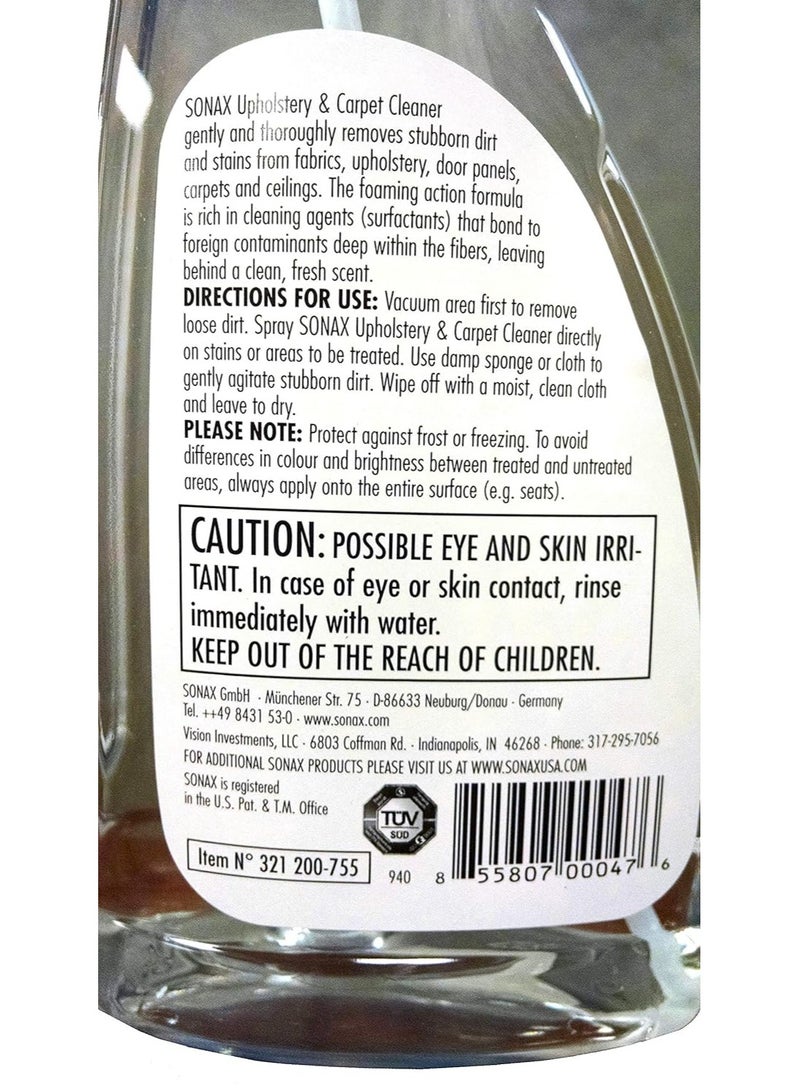 SONAX Upholstery & Carpet Cleaner
gently and thoroughly removes stubborn dirt
and stains from fabrics, upholstery, door panels,
carpets and ceilings. The foaming action formula
is rich in cleaning agents (surfactants) that bond to
foreign contaminants deep within the fibers, leaving
behind a clean, fresh scent.
DIRECTIONS FOR USE: Vacuum area first to remove
loose dirt. Spray SONAX Upholstery & Carpet Cleaner directly
on stains or areas to be treated. Use damp sponge or cloth to
gently agitate stubborn dirt. Wipe off with a moist, clean cloth
and leave to dry.
PLEASE NOTE: Protect against frost or freezing. To avoid
differences in colour and brightness between treated and untreated
areas, always apply onto the entire surface (e.g. seats).
CAUTION: POSSIBLE EYE AND SKIN IRRI-
TANT. In case of eye or skin contact, rinse
immediately with water.
KEEP OUT OF THE REACH OF CHILDREN.
SONAX GmbH · Münchener Str. 75 · D-86633 Neuburg/Donau · Germany
Tel. ++49 8431 53-0 · www.sonax.com
Vision Investments, LLC · 6803 Coffman Rd. · Indianapolis, IN 46268 · Phone: 317-295-7056
FOR ADDITIONAL SONAX PRODUCTS PLEASE VISIT US AT WWW.SONAXUSA.COM
SONAX is registered
in the U.S. Pat. & T.M. Office
TÜV
SÜD
Item N° 321 200-755
940
8 55807 00047 6